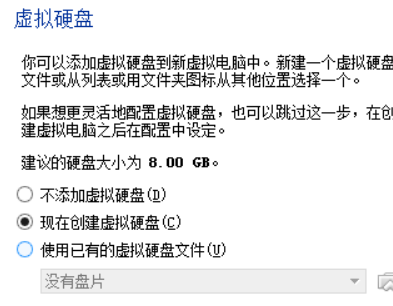 虚拟硬盘
你可以添加虚拟硬盘到新虚拟电脑中。新建一个虚拟硬盘
文件或从列表或用文件夹图标从其他位置选择一个。
如果想更灵活地配置虚拟硬盘，也可以跳过这一步，在创
建虚拟电脑之后在配置中设定。
建议的硬盘大小为 8.00 GB。
不添加虚拟硬盘(D)
现在创建虚拟硬盘(C)
使用已有的虚拟硬盘文件(U)
没有盘片